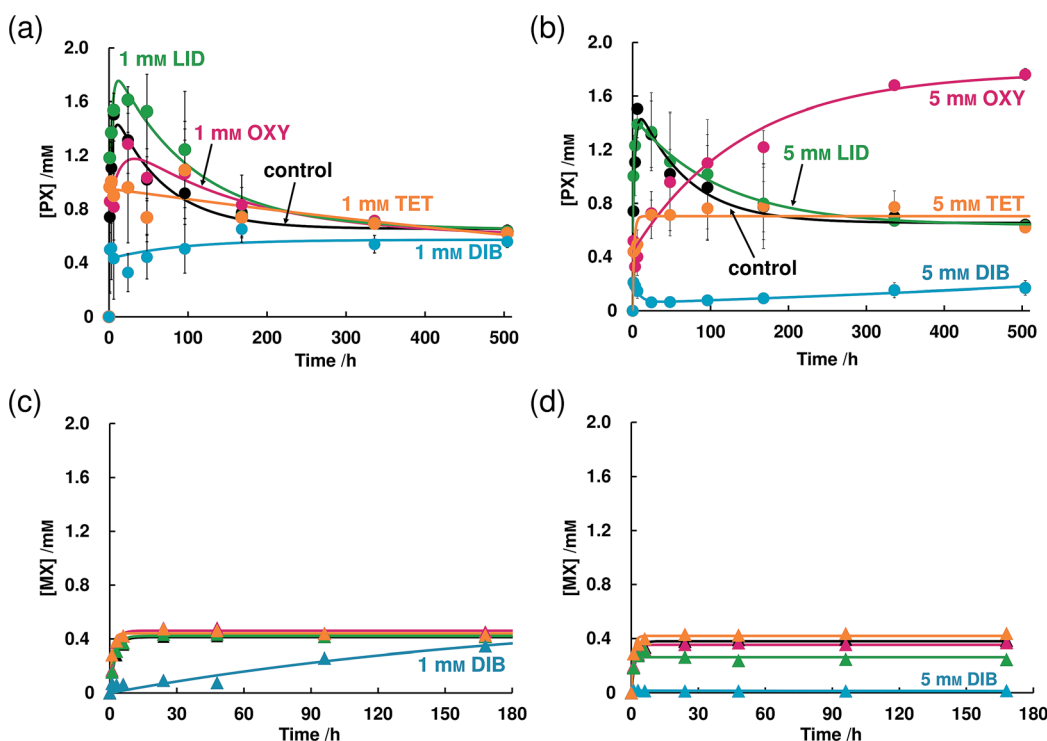 (a)
[PX] /mM
2.0
1.6
1.2
0.8
0.4
0
0 100 200 300 400 500
Time /h
1 mM LID
1 mM OXY
control
1 mM TET
1 mM DIB
(b)
[PX] /mM
2.0
1.6
1.2
0.8
0.4
0
0 100 200 300 400 500
Time /h
5 mM OXY
5 mM LID
5 mM TET
control
5 mM DIB
(c)
[MX] /mM
2.0
1.6
1.2
0.8
0.4
0
0 30 60 90 120 150 180
Time /h
1 mM DIB
(d)
[MX] /mM
2.0
1.6
1.2
0.8
0.4
0
0 30 60 90 120 150 180
Time /h
5 mM DIB